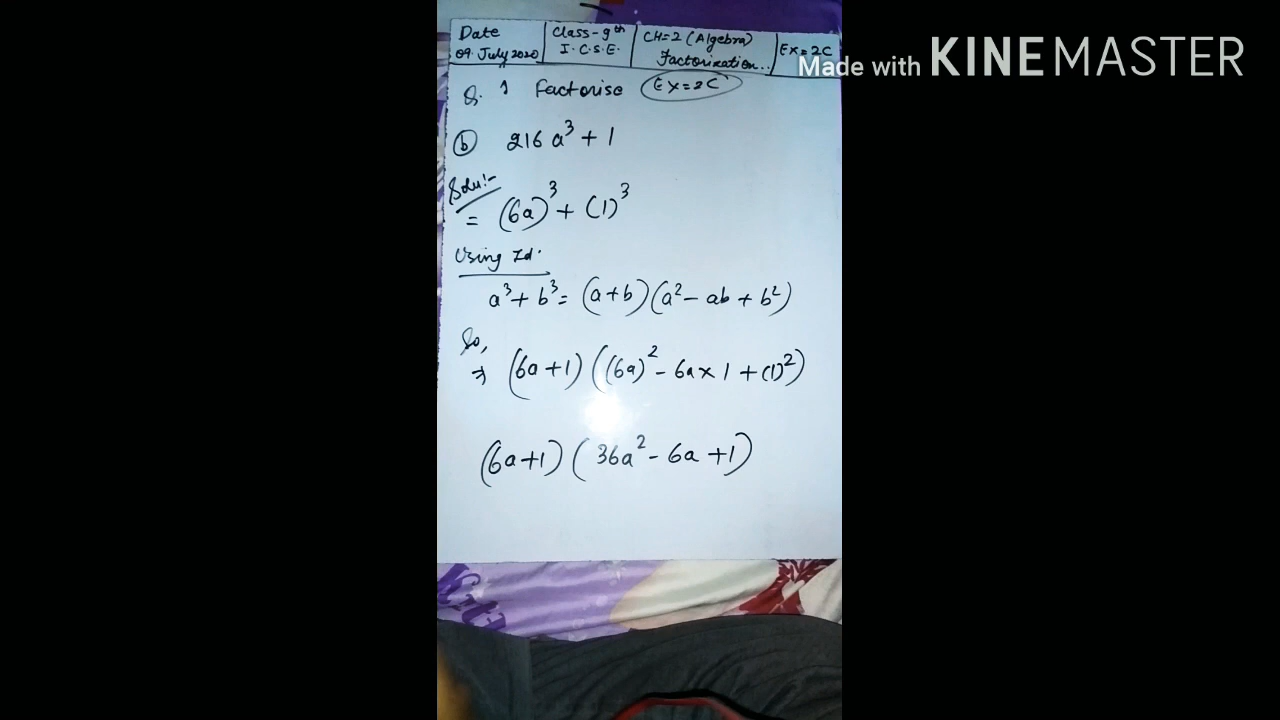 Date
09 July 2020
Class-9th
I.C.S.E.
CH=2 (Algebra)
Factorization..
Ex=2C
Made with KINEMASTER
Q. 1 Factorise Ex=2C
(b) 216 a³ + 1
Solu:-
= (6a)³ + (1)³
Using Id.
a³ + b³ = (a+b)(a² - ab + b²)
So,
⇒ (6a+1) ((6a)² - 6a × 1 + (1)²)
(6a+1) (36a² - 6a +1)